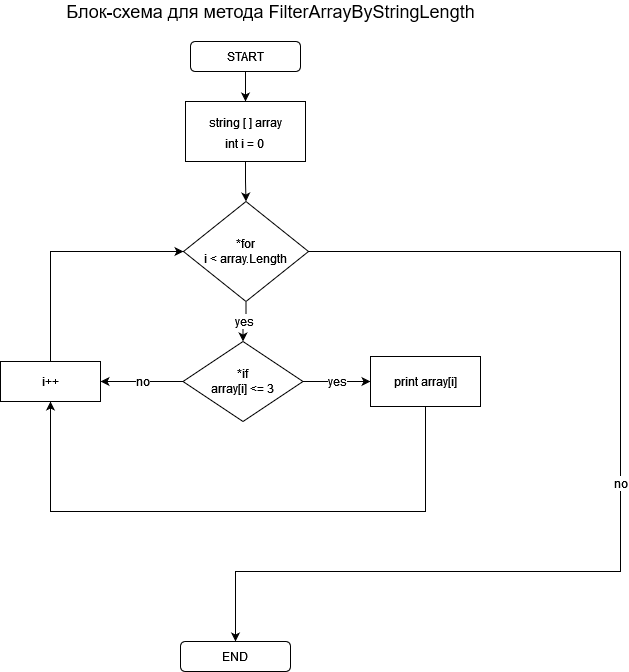 Блок-схема для метода FilterArrayByStringLength
START
string [ ] array
int i = 0
*for
i < array.Length
yes
*if
array[i] <= 3
i++
no
yes
print array[i]
no
END